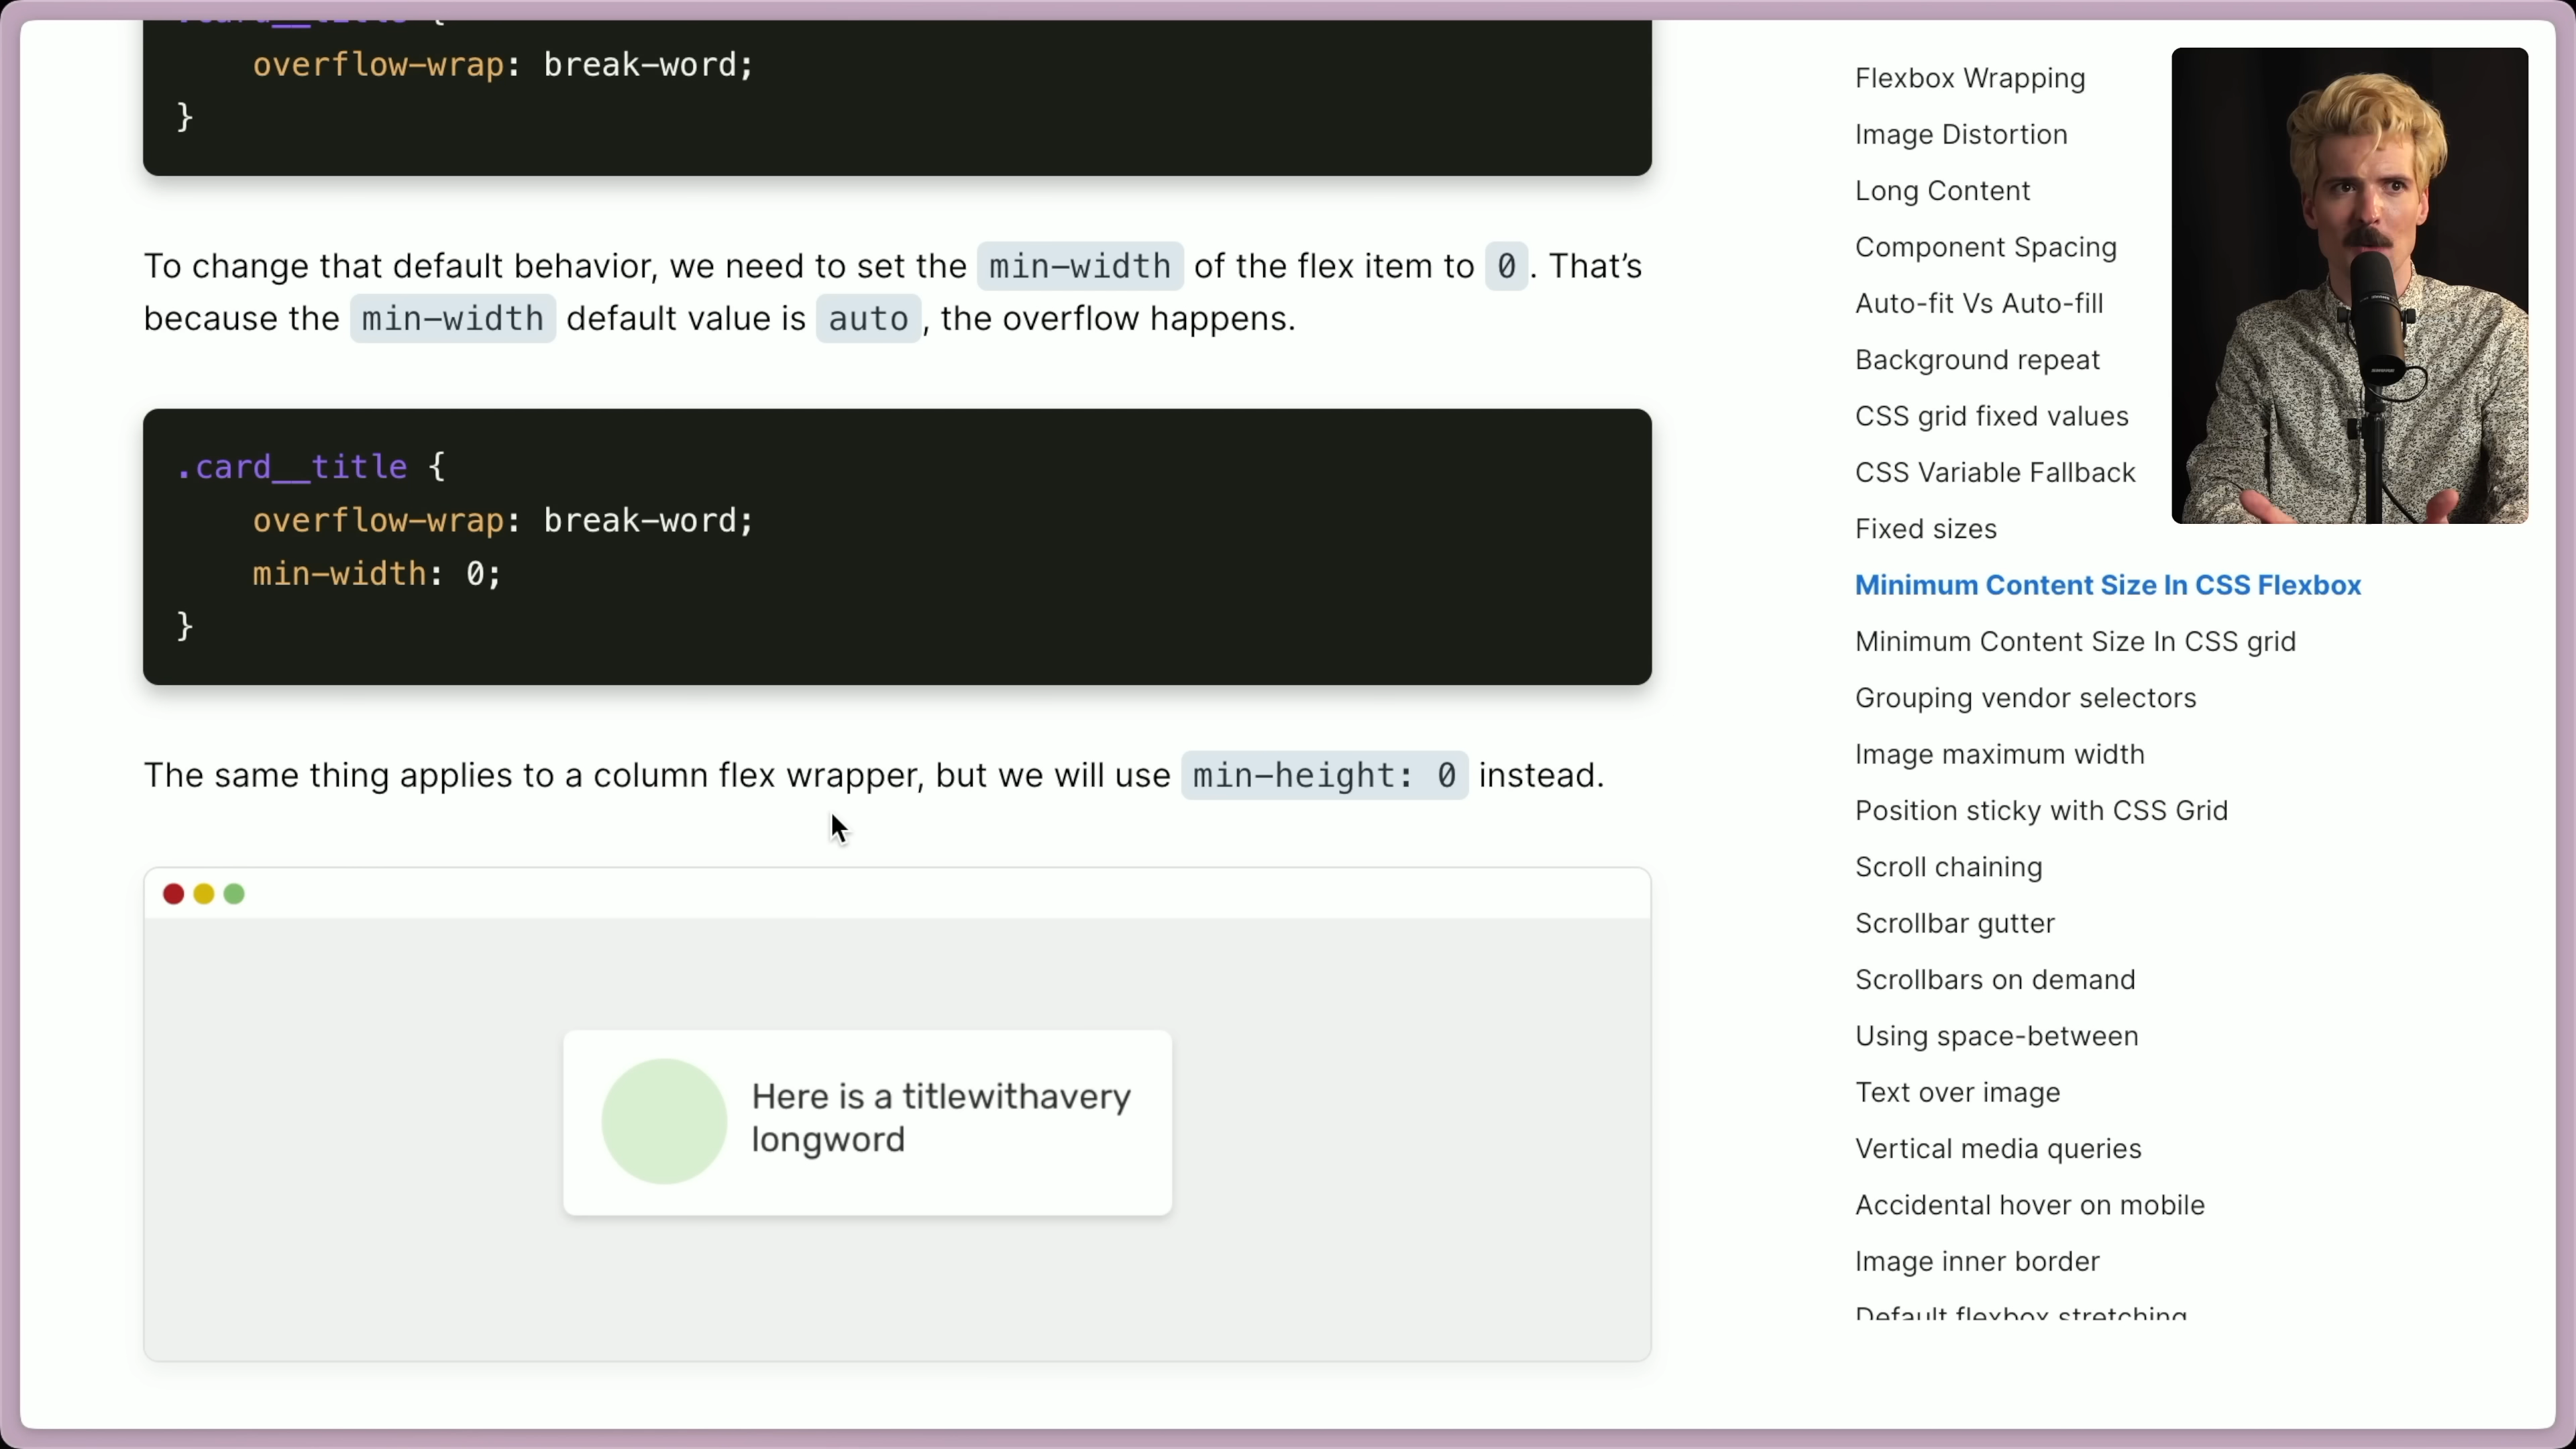 .card__title {
overflow-wrap: break-word;
}
To change that default behavior, we need to set the min-width of the flex item to 0. That’s
because the min-width default value is auto, the overflow happens.
.card__title {
overflow-wrap: break-word;
min-width: 0;
}
The same thing applies to a column flex wrapper, but we will use min-height: 0 instead.
Here is a titlewithavery
longword
Flexbox Wrapping
Image Distortion
Long Content
Component Spacing
Auto-fit Vs Auto-fill
Background repeat
CSS grid fixed values
CSS Variable Fallback
Fixed sizes
Minimum Content Size In CSS Flexbox
Minimum Content Size In CSS grid
Grouping vendor selectors
Image maximum width
Position sticky with CSS Grid
Scroll chaining
Scrollbar gutter
Scrollbars on demand
Using space-between
Text over image
Vertical media queries
Accidental hover on mobile
Image inner border
Default flexbox stretching